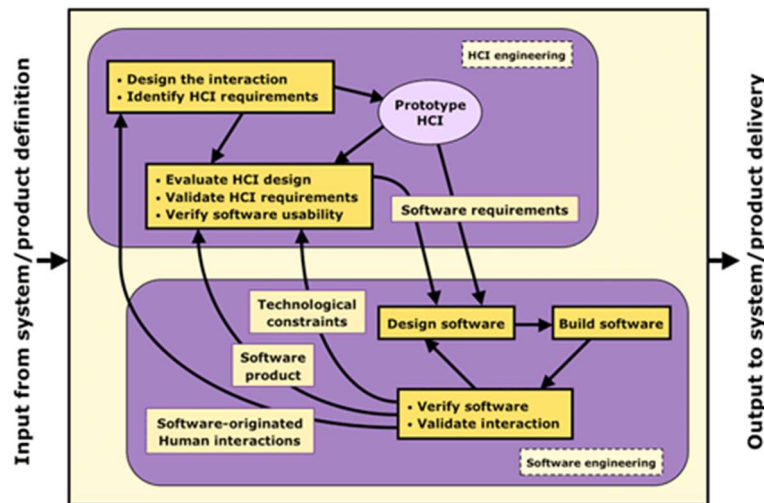 HCI engineering
• Design the interaction
• Identify HCI requirements
Prototype
HCI
• Evaluate HCI design
• Validate HCI requirements
• Verify software usability
Software requirements
Input from system/product definition
Output to system/product delivery
Technological
constraints
Design software
Build software
Software
product
• Verify software
• Validate interaction
Software-originated
Human interactions
Software engineering